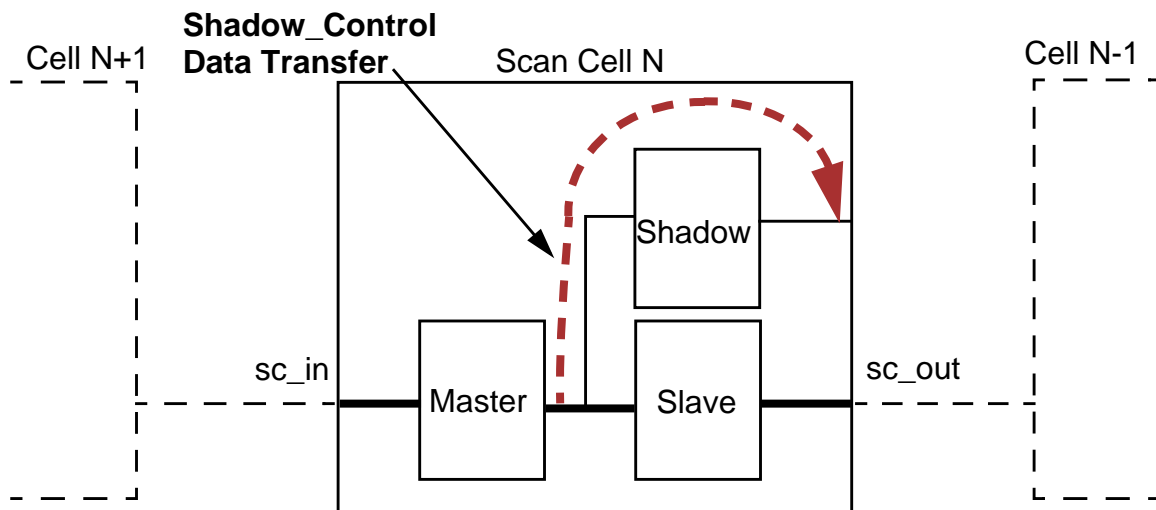 Shadow_Control
Data Transfer
Cell N+1
Scan Cell N
Cell N-1
Shadow
sc_in
Master
Slave
sc_out